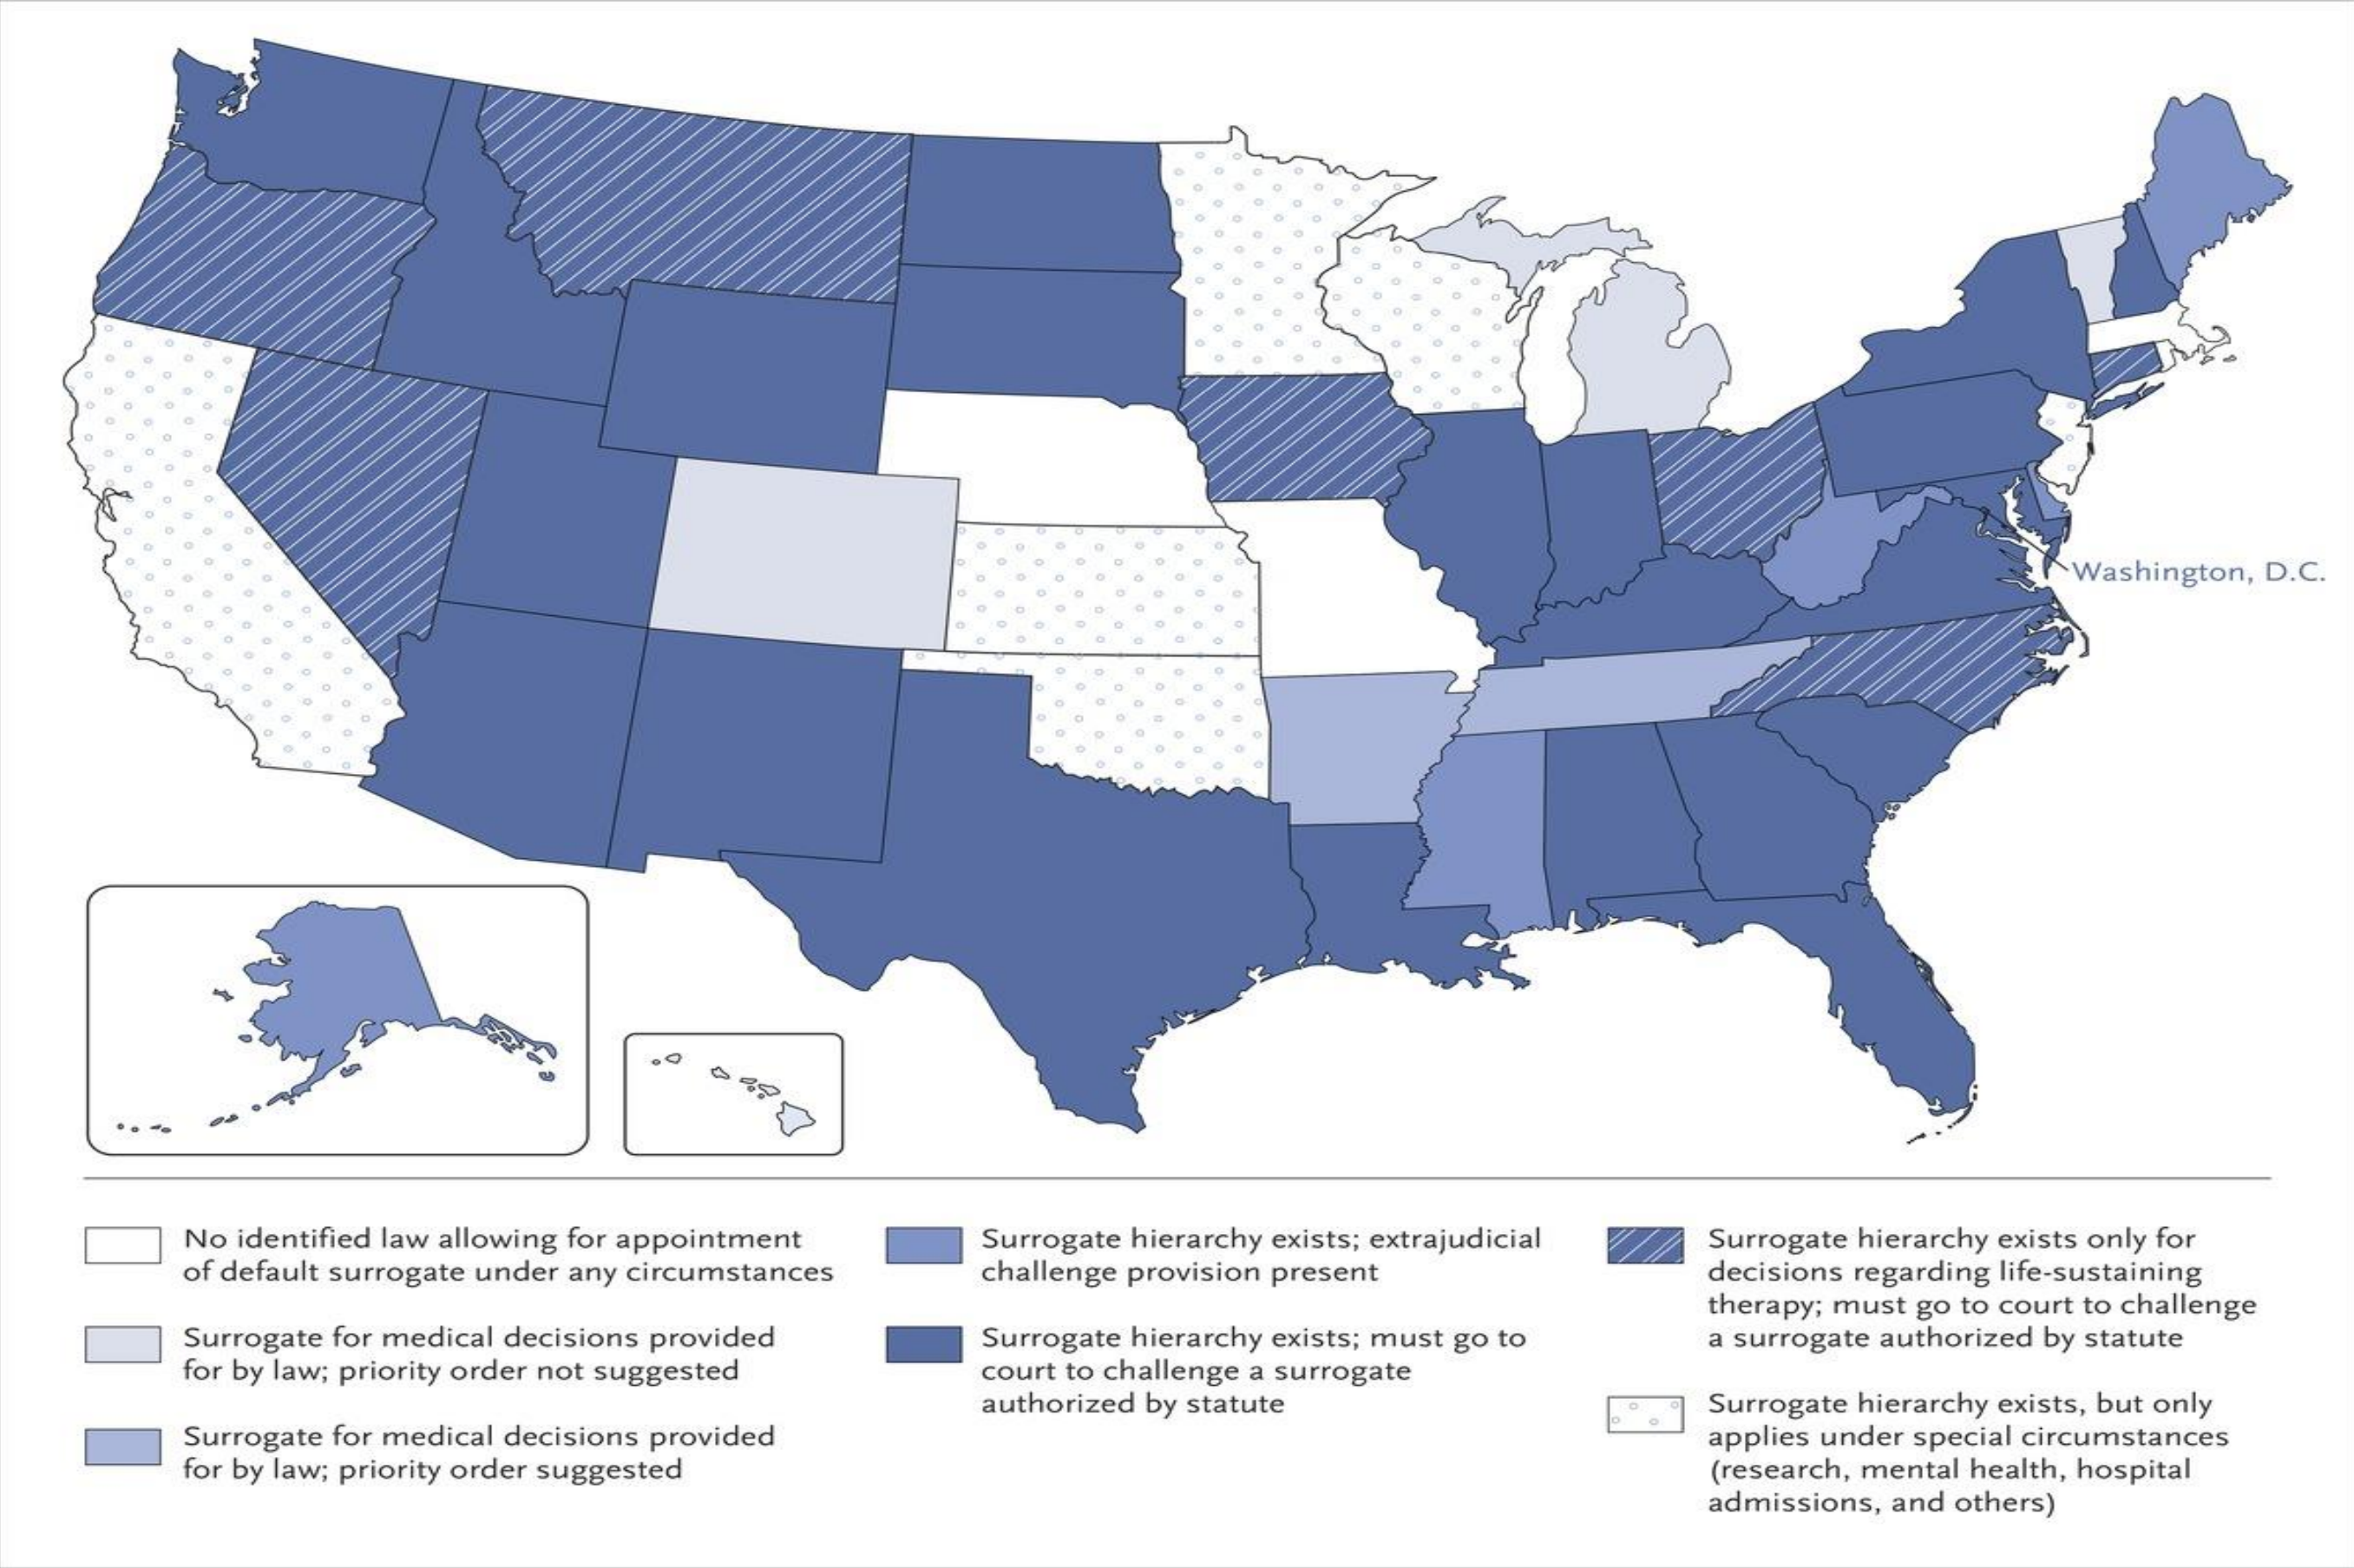 Washington, D.C.
No identified law allowing for appointment
of default surrogate under any circumstances
Surrogate for medical decisions provided
for by law; priority order not suggested
Surrogate for medical decisions provided
for by law; priority order suggested
Surrogate hierarchy exists; extrajudicial
challenge provision present
Surrogate hierarchy exists; must go to
court to challenge a surrogate
authorized by statute
Surrogate hierarchy exists only for
decisions regarding life-sustaining
therapy; must go to court to challenge
a surrogate authorized by statute
Surrogate hierarchy exists, but only
applies under special circumstances
(research, mental health, hospital
admissions, and others)